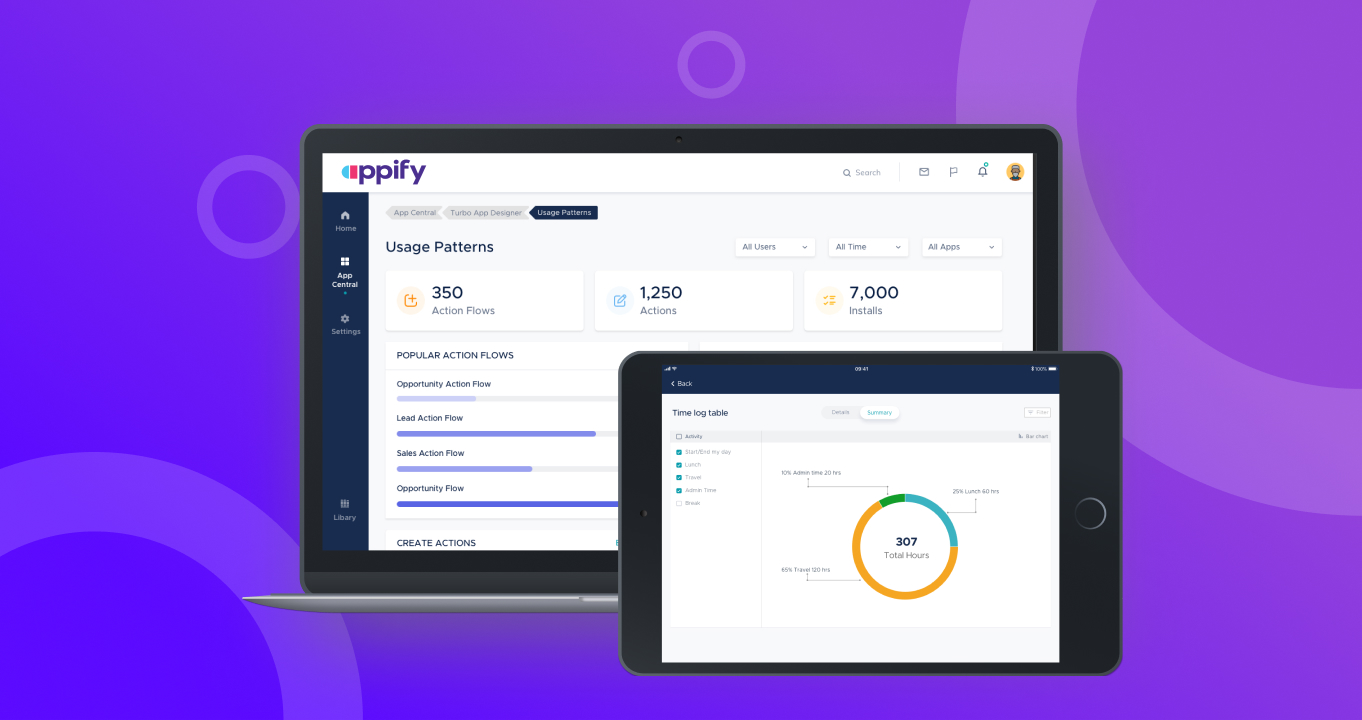 appify
Search
Home
App
Central
Settings
Libary
App Central
Turbo App Designer
Usage Patterns
Usage Patterns
All Users
All Time
All Apps
350
Action Flows
1,250
Actions
7,000
Installs
POPULAR ACTION FLOWS
Opportunity Action Flow
Lead Action Flow
Sales Action Flow
Opportunity Flow
CREATE ACTIONS
09:41
100%
Back
Time log table
Details
Summary
Filter
Activity
Bar chart
Start/End my day
Lunch
Travel
Admin Time
Break
10% Admin time 20 hrs
25% Lunch 60 hrs
307
Total Hours
65% Travel 120 hrs